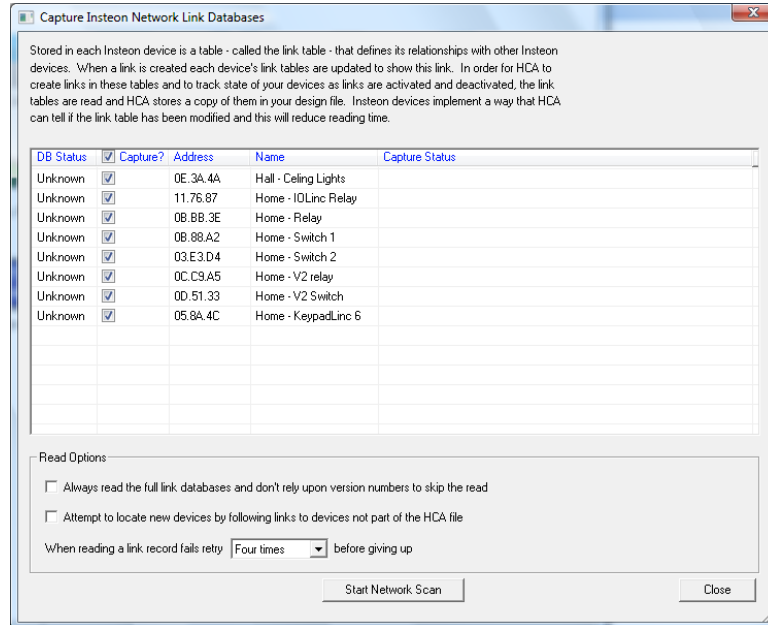 Capture Insteon Network Link Databases
Stored in each Insteon device is a table - called the link table - that defines its relationships with other Insteon
devices. When a link is created each device's link tables are updated to show this link. In order for HCA to
create links in these tables and to track state of your devices as links are activated and deactivated, the link
tables are read and HCA stores a copy of them in your design file. Insteon devices implement a way that HCA
can tell if the link table has been modified and this will reduce reading time.
DB Status Capture? Address Name Capture Status
Unknown 0E.3A.4A Hall - Celing Lights
Unknown 11.76.87 Home - IOLinc Relay
Unknown 0B.BB.3E Home - Relay
Unknown 0B.88.A2 Home - Switch 1
Unknown 03.E3.D4 Home - Switch 2
Unknown 0C.C9.A5 Home - V2 relay
Unknown 0D.51.33 Home - V2 Switch
Unknown 05.8A.4C Home - KeypadLinc 6
Read Options
Always read the full link databases and don't rely upon version numbers to skip the read
Attempt to locate new devices by following links to devices not part of the HCA file
When reading a link record fails retry Four times before giving up
Start Network Scan Close